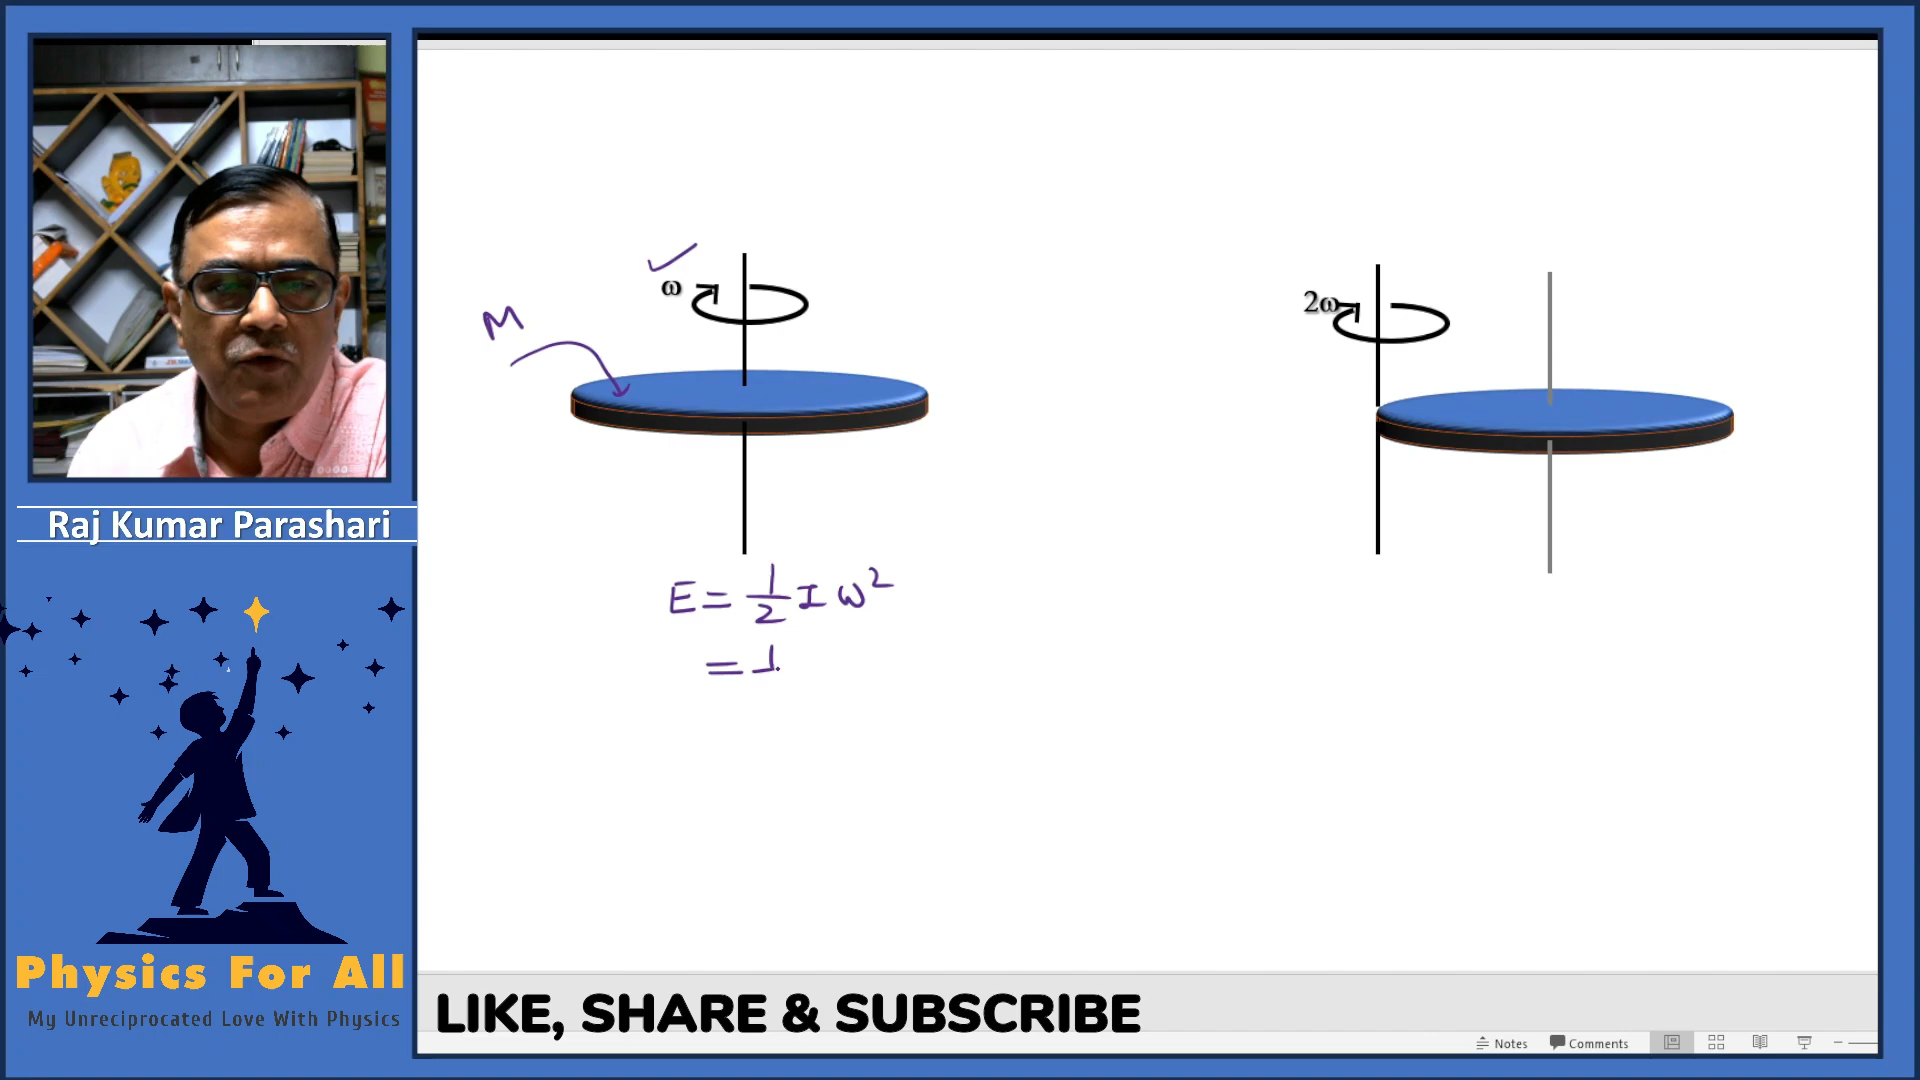 ω
2ω
M
E = 1/2 I ω²
= 1
Raj Kumar Parashari
Physics For All
My Unreciprocated Love With Physics
LIKE, SHARE & SUBSCRIBE
Notes
Comments